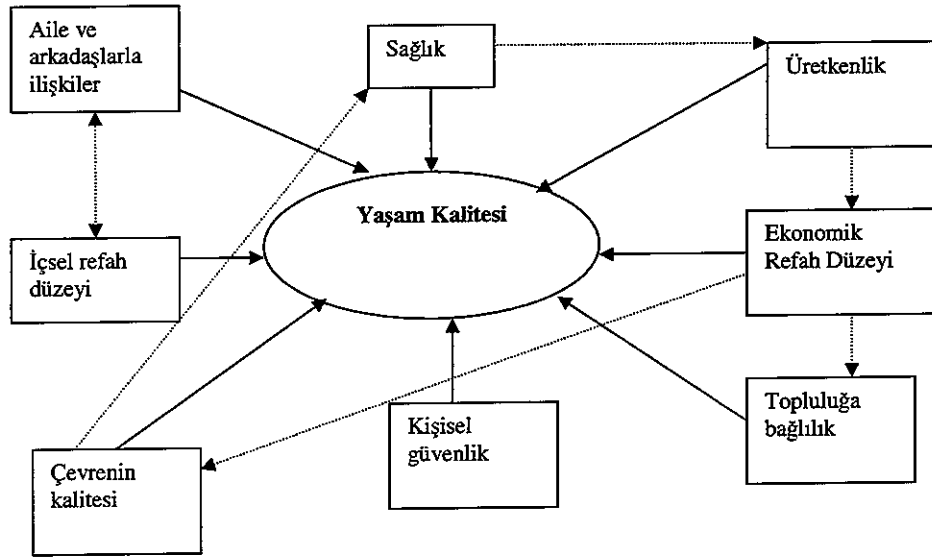 Aile ve
arkadaşlarla
ilişkiler
Sağlık
Üretkenlik
Yaşam Kalitesi
İçsel refah
düzeyi
Ekonomik
Refah Düzeyi
Çevrenin
kalitesi
Kişisel
güvenlik
Topluluğa
bağlılık